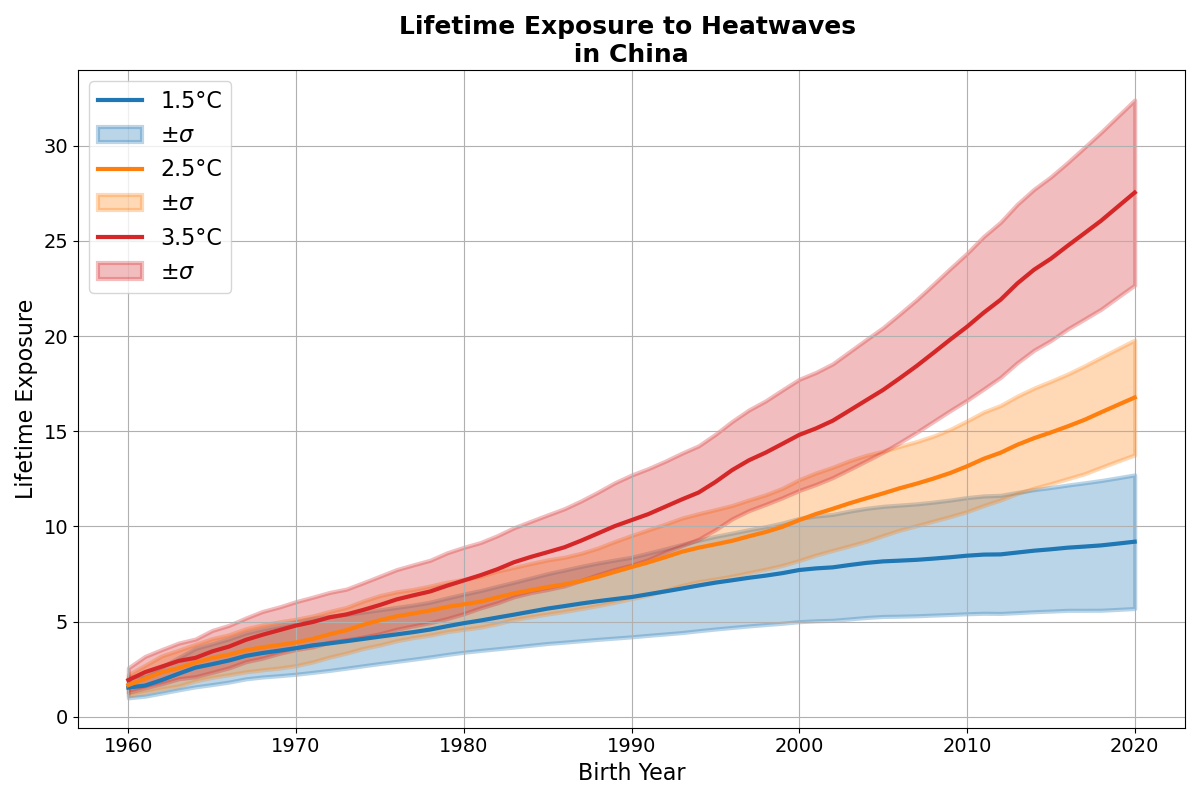 Lifetime Exposure to Heatwaves
in China
1.5°C
±σ
2.5°C
±σ
3.5°C
±σ
Lifetime Exposure
30
25
20
15
10
5
0
1960
1970
1980
1990
2000
2010
2020
Birth Year